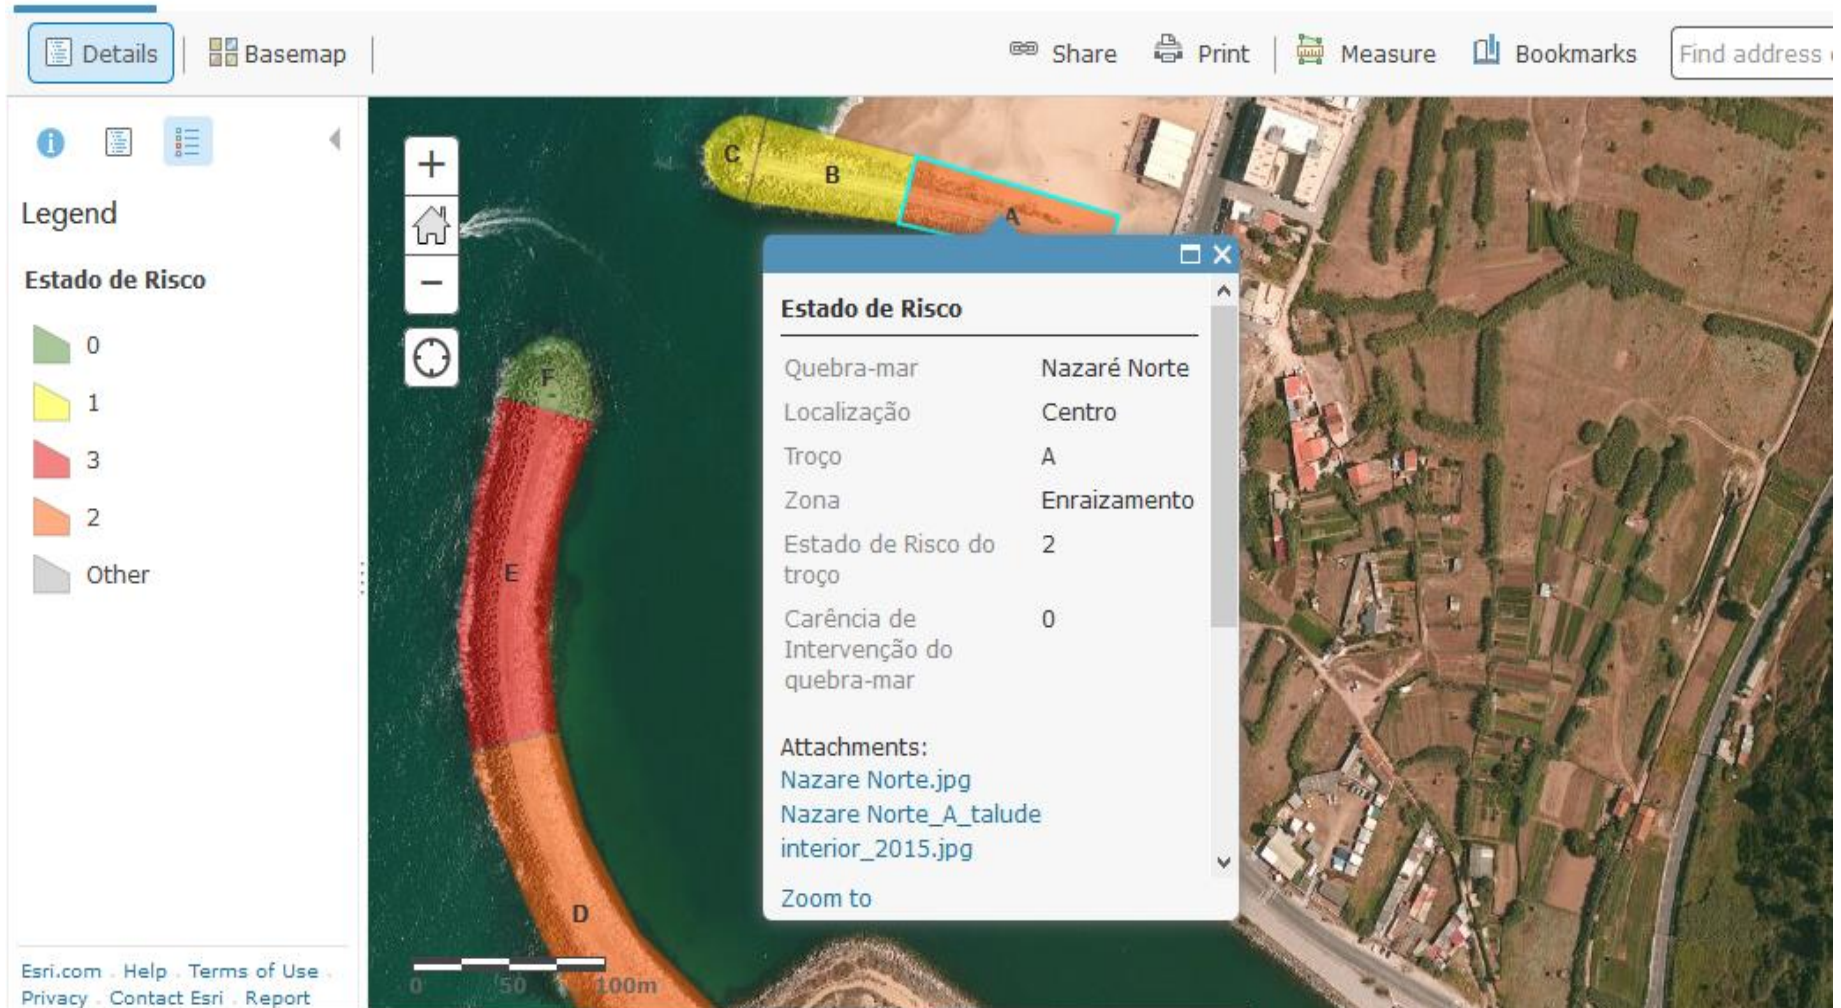 Details
Basemap
Share
Print
Measure
Bookmarks
Find address
Legend
Estado de Risco
0
1
3
2
Other
Esri.com . Help . Terms of Use .
Privacy . Contact Esri . Report
C
B
A
F
E
D
0 50 100m
Estado de Risco
Quebra-mar Nazaré Norte
Localização Centro
Troço A
Zona Enraizamento
Estado de Risco do 2
troço
Carência de 0
Intervenção do
quebra-mar
Attachments:
Nazare Norte.jpg
Nazare Norte_A_talude
interior_2015.jpg
Zoom to